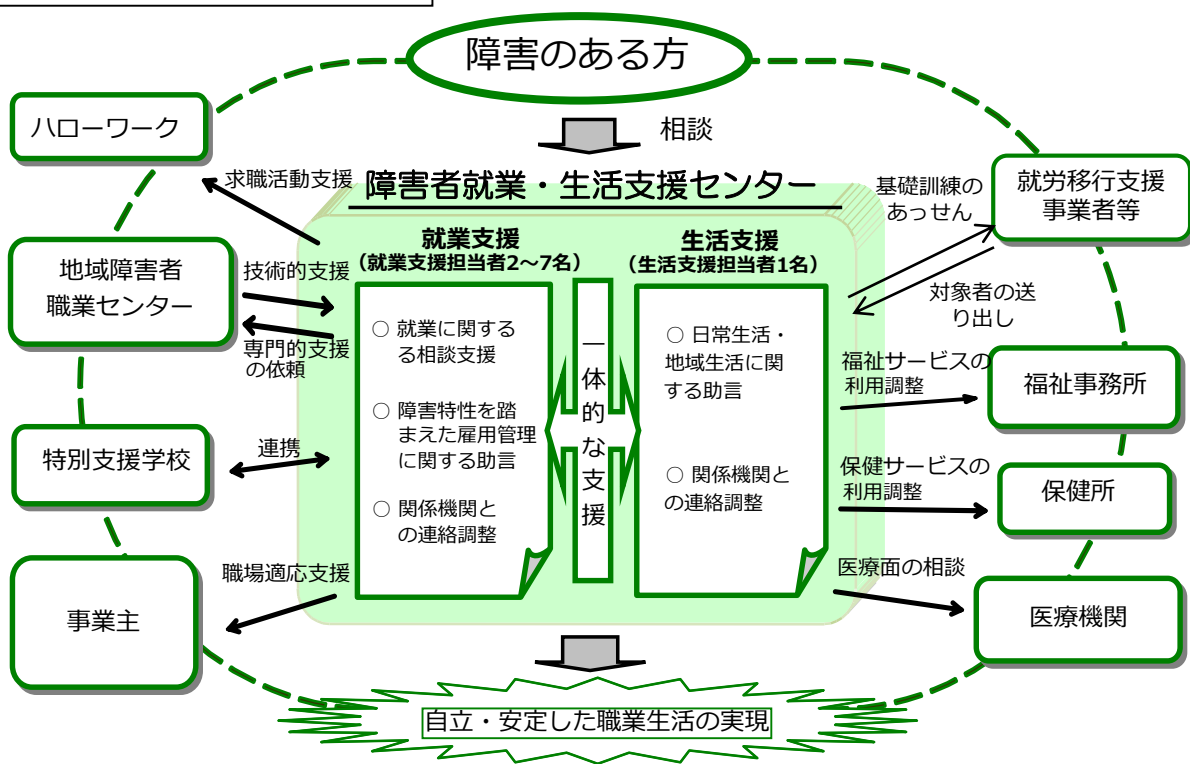 障害のある方
相談
ハローワーク
求職活動支援
障害者就業・生活支援センター
基礎訓練の
あっせん
就労移行支援
事業者等
地域障害者
職業センター
技術的支援
専門的支援
の依頼
就業支援
（就業支援担当者2～7名）
生活支援
（生活支援担当者1名）
対象者の送
り出し
○ 就業に関す
る相談支援
○ 障害特性を踏
まえた雇用管理
に関する助言
○ 関係機関と
の連絡調整
一体的な支援
○ 日常生活・
地域生活に関
する助言
○ 関係機関と
の連絡調整
福祉サービスの
利用調整
福祉事務所
特別支援学校
連携
保健サービスの
利用調整
保健所
事業主
職場適応支援
医療面の相談
医療機関
自立・安定した職業生活の実現